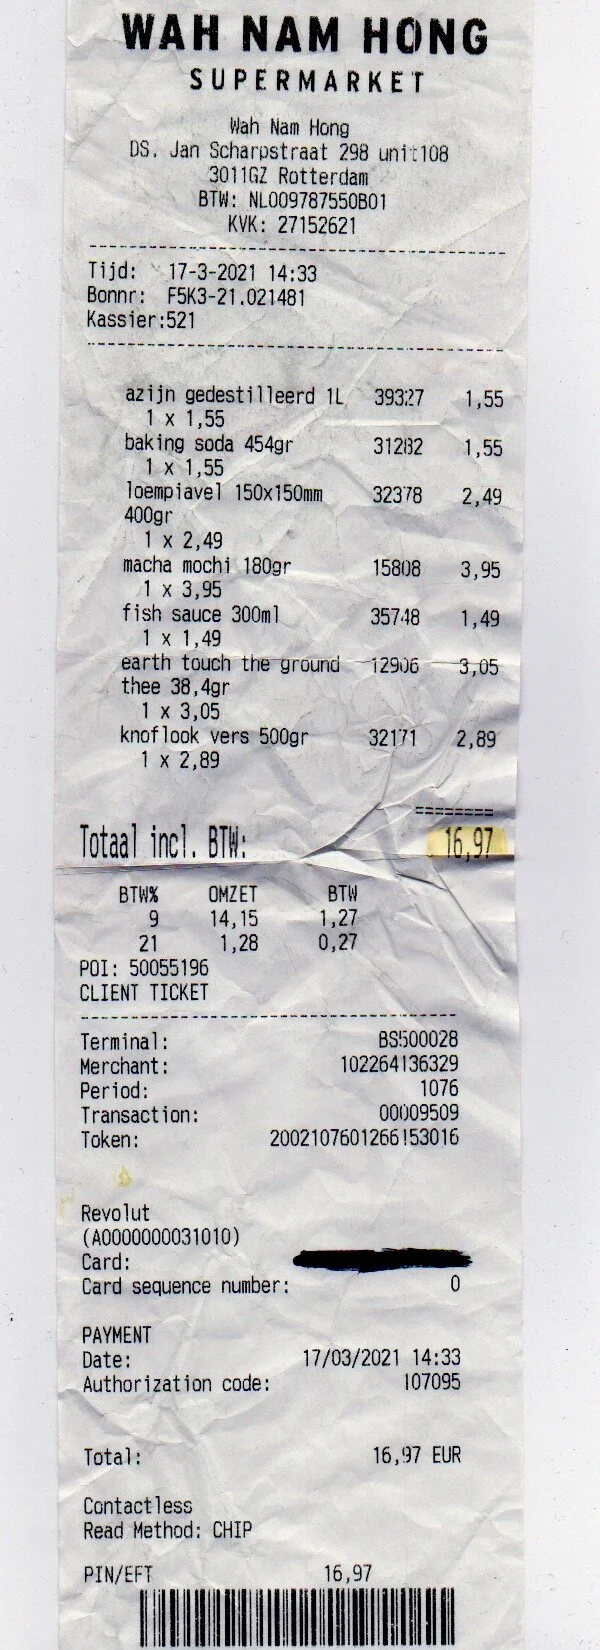 WAH NAM HONG
SUPERMARKET
Wah Nam Hong
DS. Jan Scharpstraat 298 unit108
3011GZ Rotterdam
BTW: NL009787550B01
KVK: 27152621
Tijd: 17-3-2021 14:33
Bonnr: F5K3-21.021481
Kassier:521
azijn gedestilleerd 1L 39327 1,55
1 x 1,55
baking soda 454gr 31282 1,55
1 x 1,55
loempiavel 150x150mm 32378 2,49
400gr
1 x 2,49
macha mochi 180gr 15808 3,95
1 x 3,95
fish sauce 300ml 35748 1,49
1 x 1,49
earth touch the ground 12906 3,05
thee 38,4gr
1 x 3,05
knoflook vers 500gr 32171 2,89
1 x 2,89
========
Totaal incl. BTW: 16,97
BTW% OMZET BTW
9 14,15 1,27
21 1,28 0,27
POI: 50055196
CLIENT TICKET
Terminal: BS500028
Merchant: 102264136329
Period: 1076
Transaction: 00009509
Token: 2002107601266153016
Revolut
(A0000000031010)
Card:
Card sequence number: 0
PAYMENT
Date: 17/03/2021 14:33
Authorization code: 107095
Total: 16,97 EUR
Contactless
Read Method: CHIP
PIN/EFT 16,97